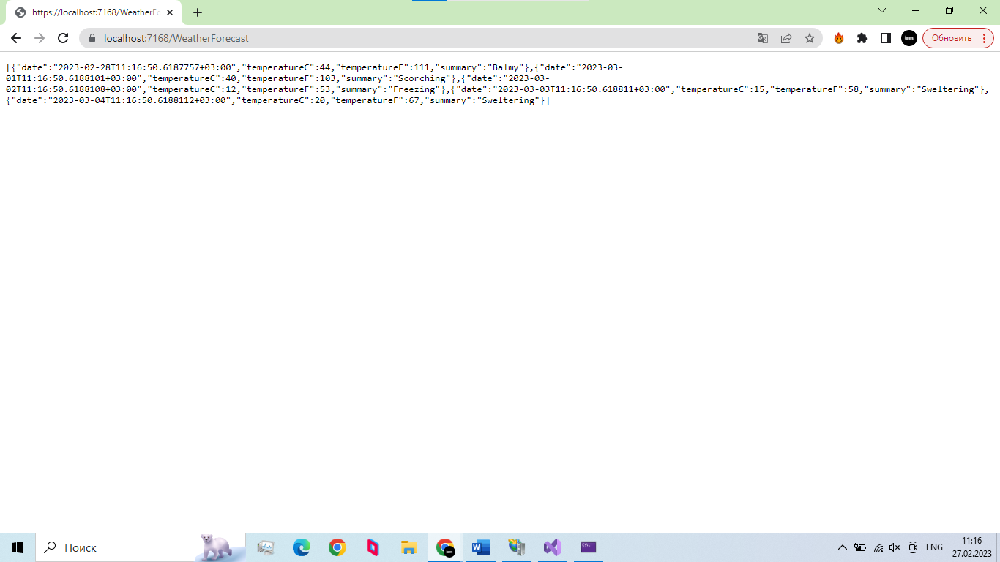 https://localhost:7168/WeatherFo
localhost:7168/WeatherForecast
Обновить
[{"date":"2023-02-28T11:16:50.6187757+03:00","temperatureC":44,"temperatureF":111,"summary":"Balmy"},{"date":"2023-03-
01T11:16:50.6188101+03:00","temperatureC":40,"temperatureF":103,"summary":"Scorching"},{"date":"2023-03-
02T11:16:50.6188108+03:00","temperatureC":12,"temperatureF":53,"summary":"Freezing"},{"date":"2023-03-03T11:16:50.618811+03:00","temperatureC":15,"temperatureF":58,"summary":"Sweltering"},
{"date":"2023-03-04T11:16:50.6188112+03:00","temperatureC":20,"temperatureF":67,"summary":"Sweltering"}]
Поиск
ENG
11:16
27.02.2023